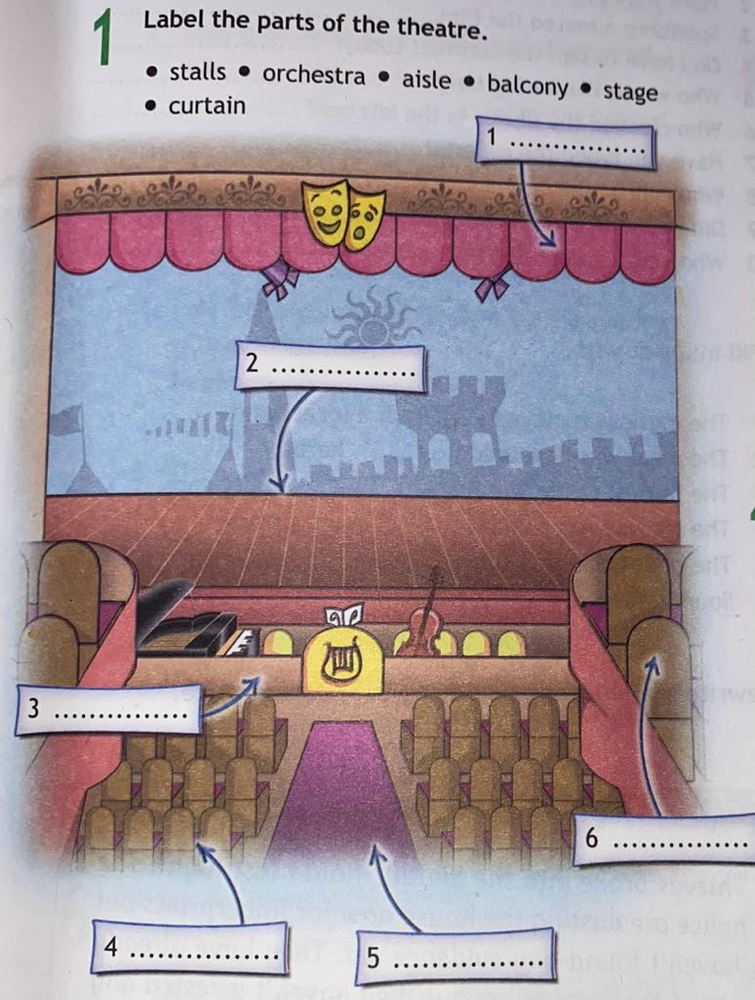 1 Label the parts of the theatre.
• stalls • orchestra • aisle • balcony • stage
• curtain
1 ................
2 ................
3 ................
4 ................
5 ................
6 ................